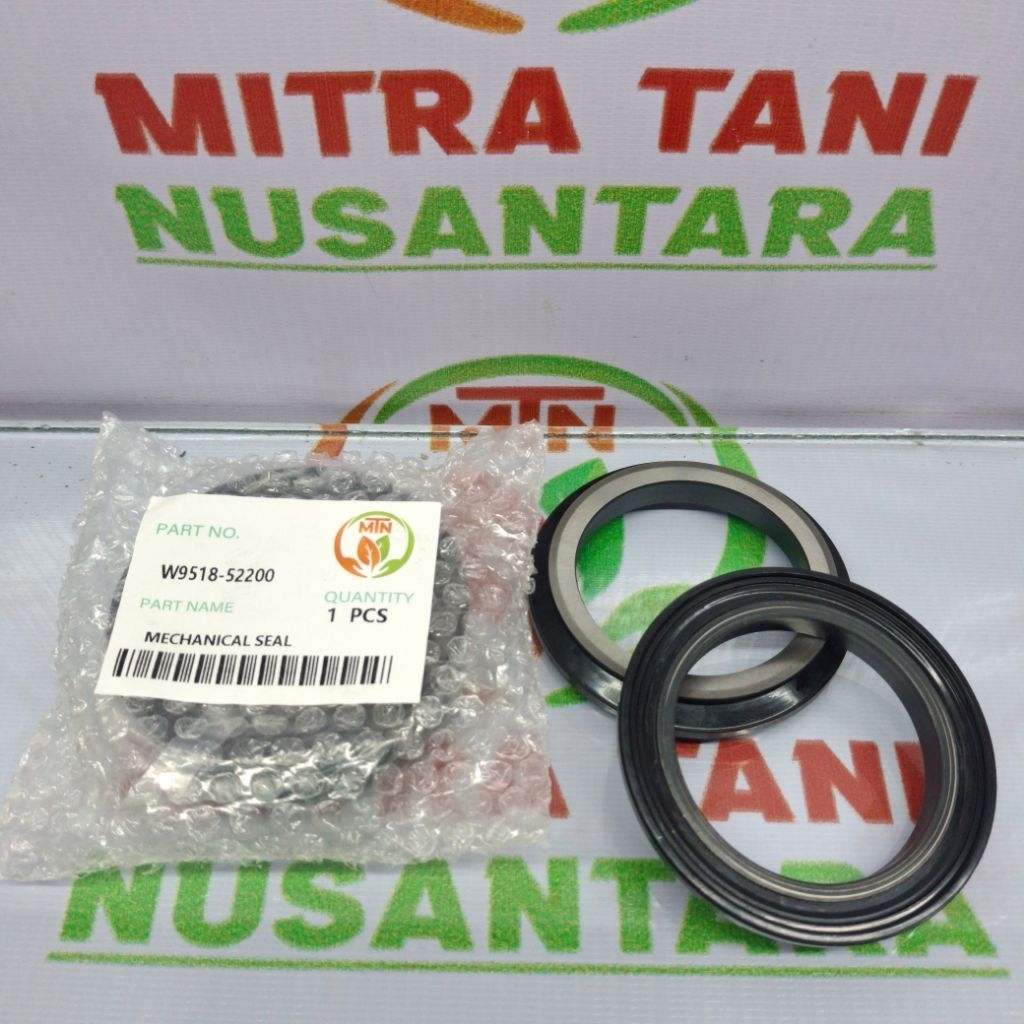 MITRA TANI
NUSANTARA
MTN
PART NO.
MTN
W9518-52200
PART NAME
QUANTITY
1 PCS
MECHANICAL SEAL
TANI
NUSANTARA